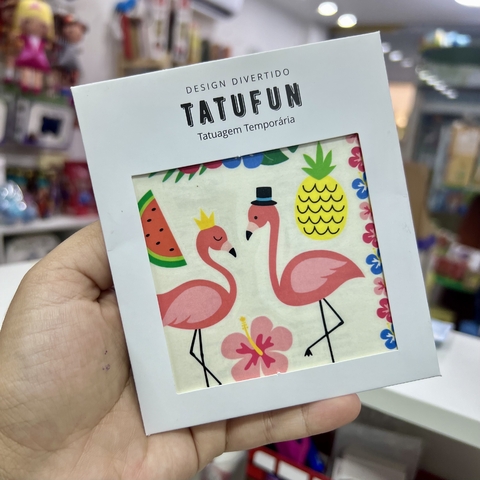 DESIGN DIVERTIDO
TATUFUN
Tatuagem Temporária